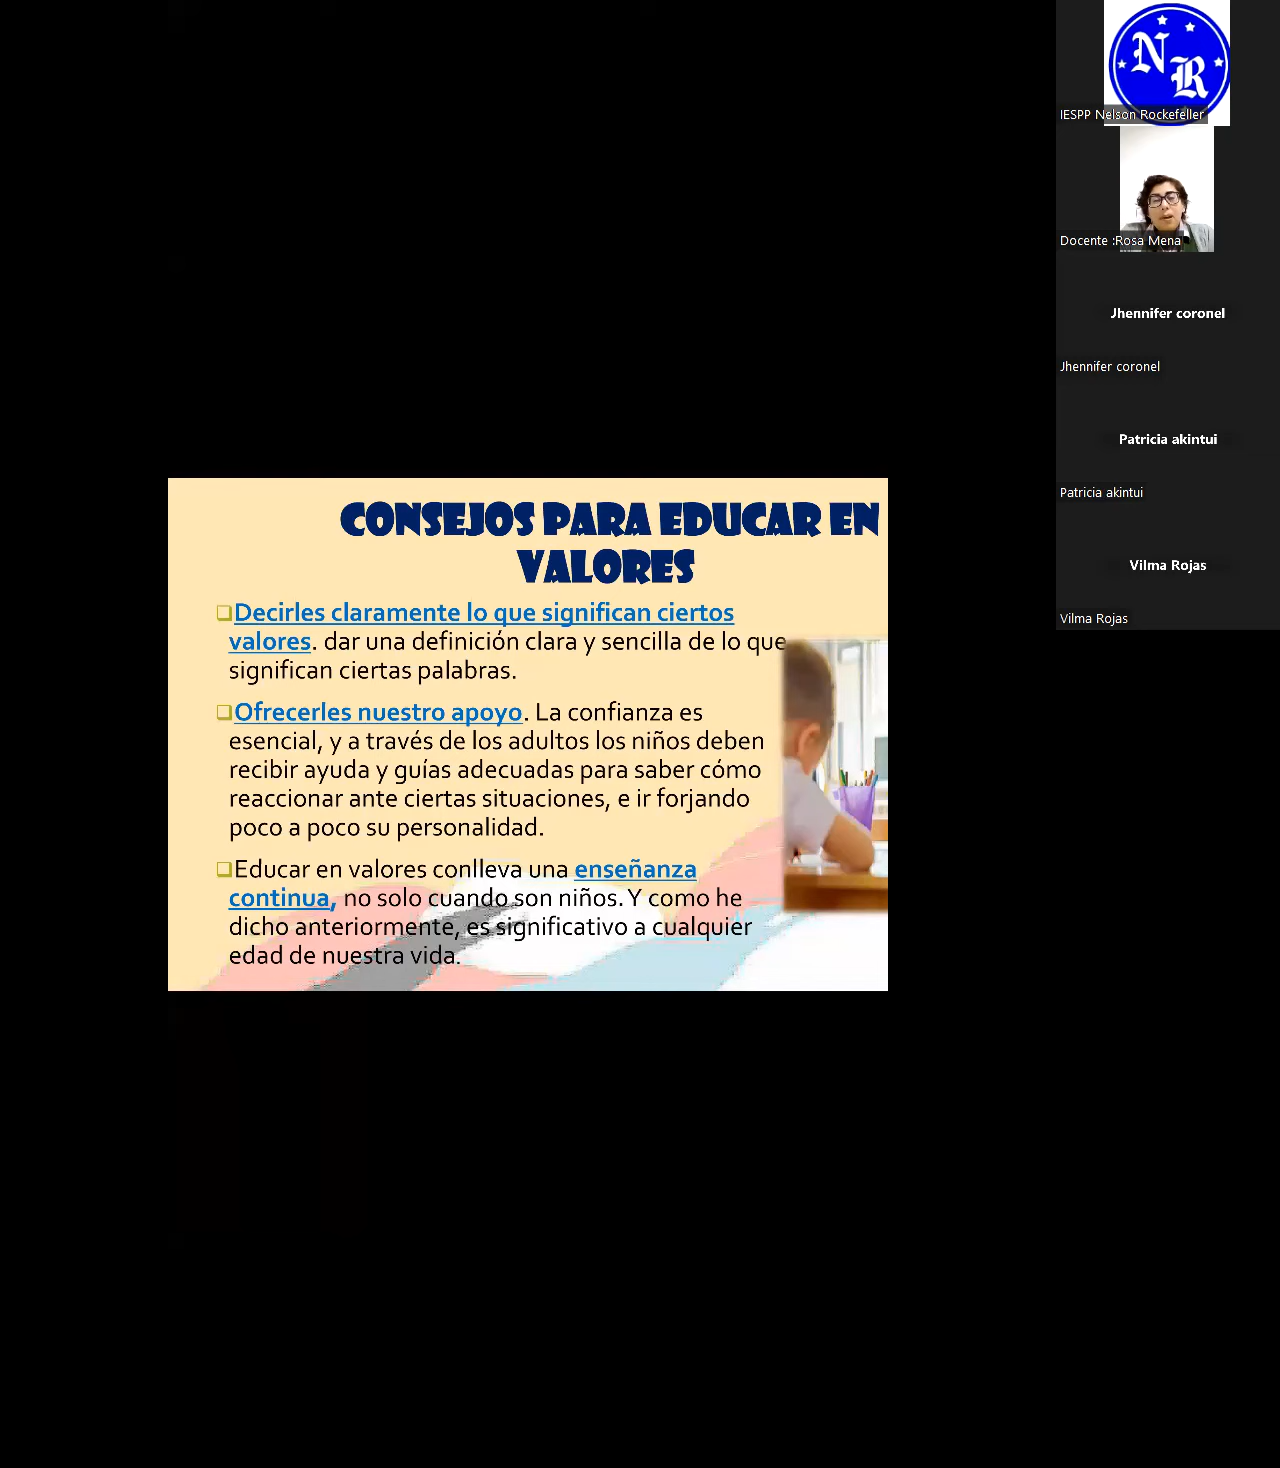 N
R
IESPP Nelson Rockefeller
Docente :Rosa Mena
Jhennifer coronel
Jhennifer coronel
Patricia akintui
Patricia akintui
Vilma Rojas
Vilma Rojas
CONSEJOS PARA EDUCAR EN
VALORES
Decirles claramente lo que significan ciertos
valores. dar una definición clara y sencilla de lo que
significan ciertas palabras.
Ofrecerles nuestro apoyo. La confianza es
esencial, y a través de los adultos los niños deben
recibir ayuda y guías adecuadas para saber cómo
reaccionar ante ciertas situaciones, e ir forjando
poco a poco su personalidad.
Educar en valores conlleva una enseñanza
continua, no solo cuando son niños. Y como he
dicho anteriormente, es significativo a cualquier
edad de nuestra vida.